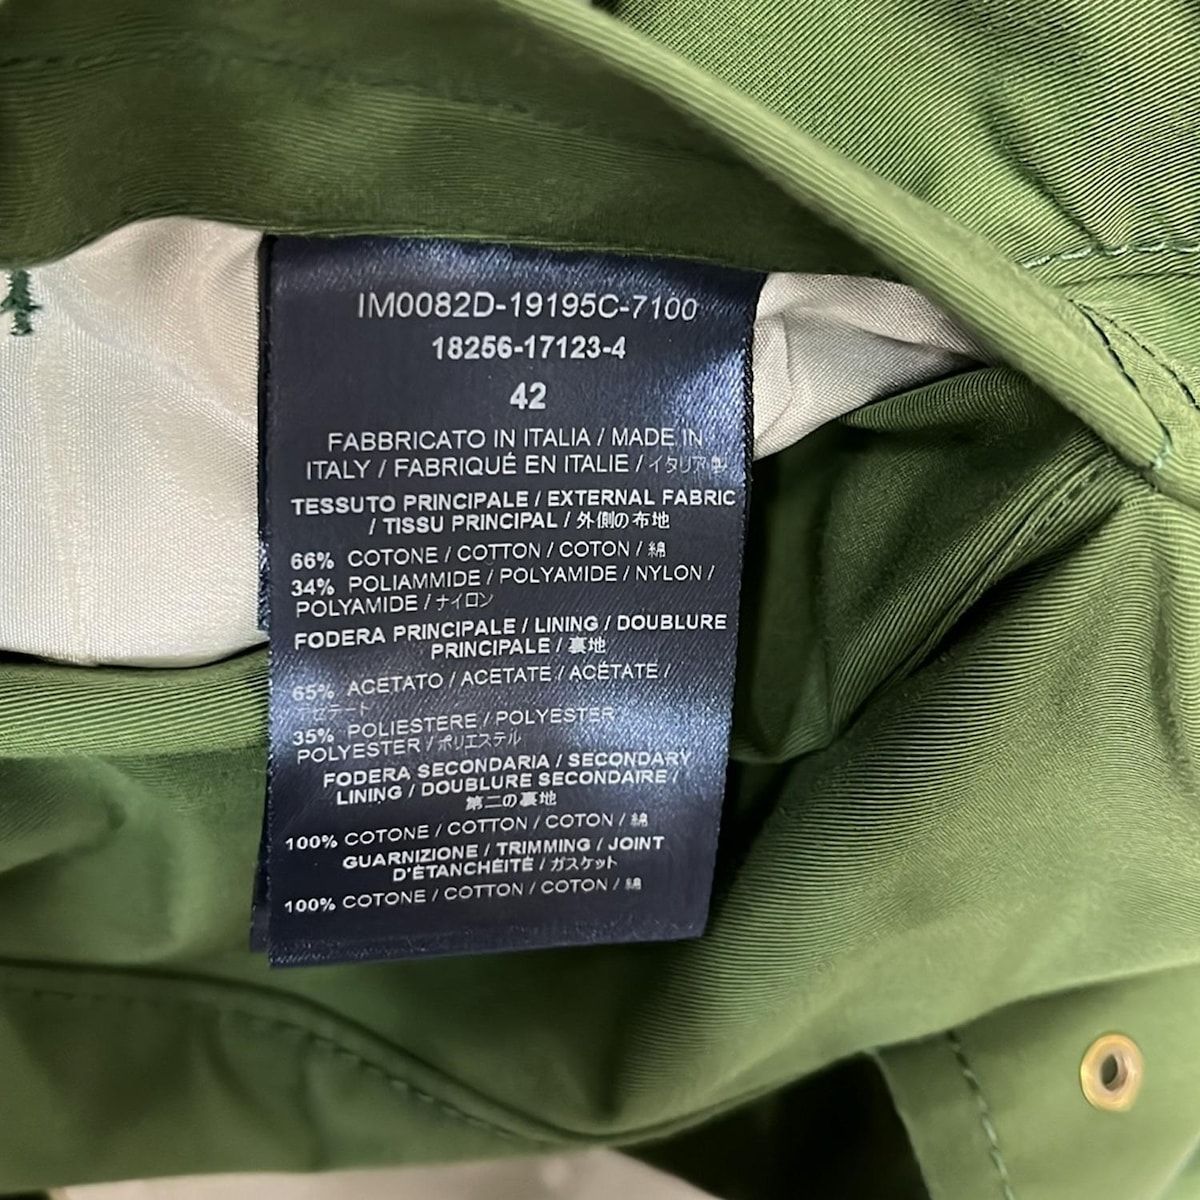 IM0082D-19195C-7100
18256-17123-4
42
FABBRICATO IN ITALIA / MADE IN
ITALY / FABRIQUÉ EN ITALIE / イタリア製
TESSUTO PRINCIPALE / EXTERNAL FABRIC
/ TISSU PRINCIPAL / 外側の布地
66% COTONE / COTTON / COTON / 綿
34% POLIAMMIDE / POLYAMIDE / NYLON /
POLYAMIDE / ナイロン
FODERA PRINCIPALE / LINING / DOUBLURE
PRINCIPALE / 裏地
65% ACETATO / ACETATE / ACÉTATE /
アセテート
35% POLIESTERE / POLYESTER
POLYESTER / ポリエステル
FODERA SECONDARIA / SECONDARY
LINING / DOUBLURE SECONDAIRE /
第二の裏地
100% COTONE / COTTON / COTON / 綿
GUARNIZIONE / TRIMMING / JOINT
D'ÉTANCHÉITÉ / ガスケット
100% COTONE / COTTON / COTON / 綿